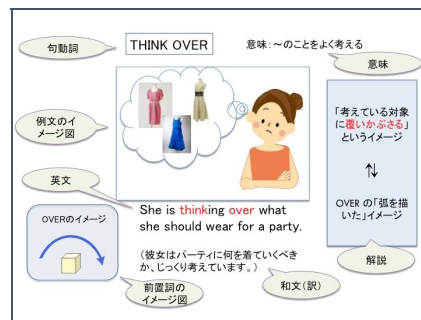 句動詞
THINK OVER
意味：～のことをよく考える
意味
例文のイ
メージ図
「考えている対象
に覆いかぶさる」
というイメージ
⇅
OVER の「弧を描
いた」イメージ
解説
英文
She is thinking over what
she should wear for a party.
（彼女はパーティに何を着ていくべき
か、じっくり考えています。）
和文（訳）
OVERのイメージ
前置詞の
イメージ図